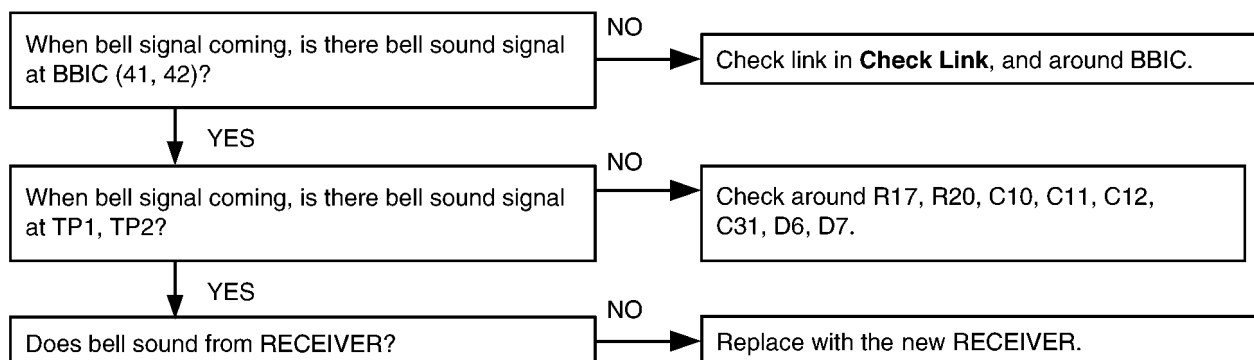 When bell signal coming, is there bell sound signal
at BBIC (41, 42)?
NO
Check link in Check Link, and around BBIC.
YES
When bell signal coming, is there bell sound signal
at TP1, TP2?
NO
Check around R17, R20, C10, C11, C12,
C31, D6, D7.
YES
Does bell sound from RECEIVER?
NO
Replace with the new RECEIVER.